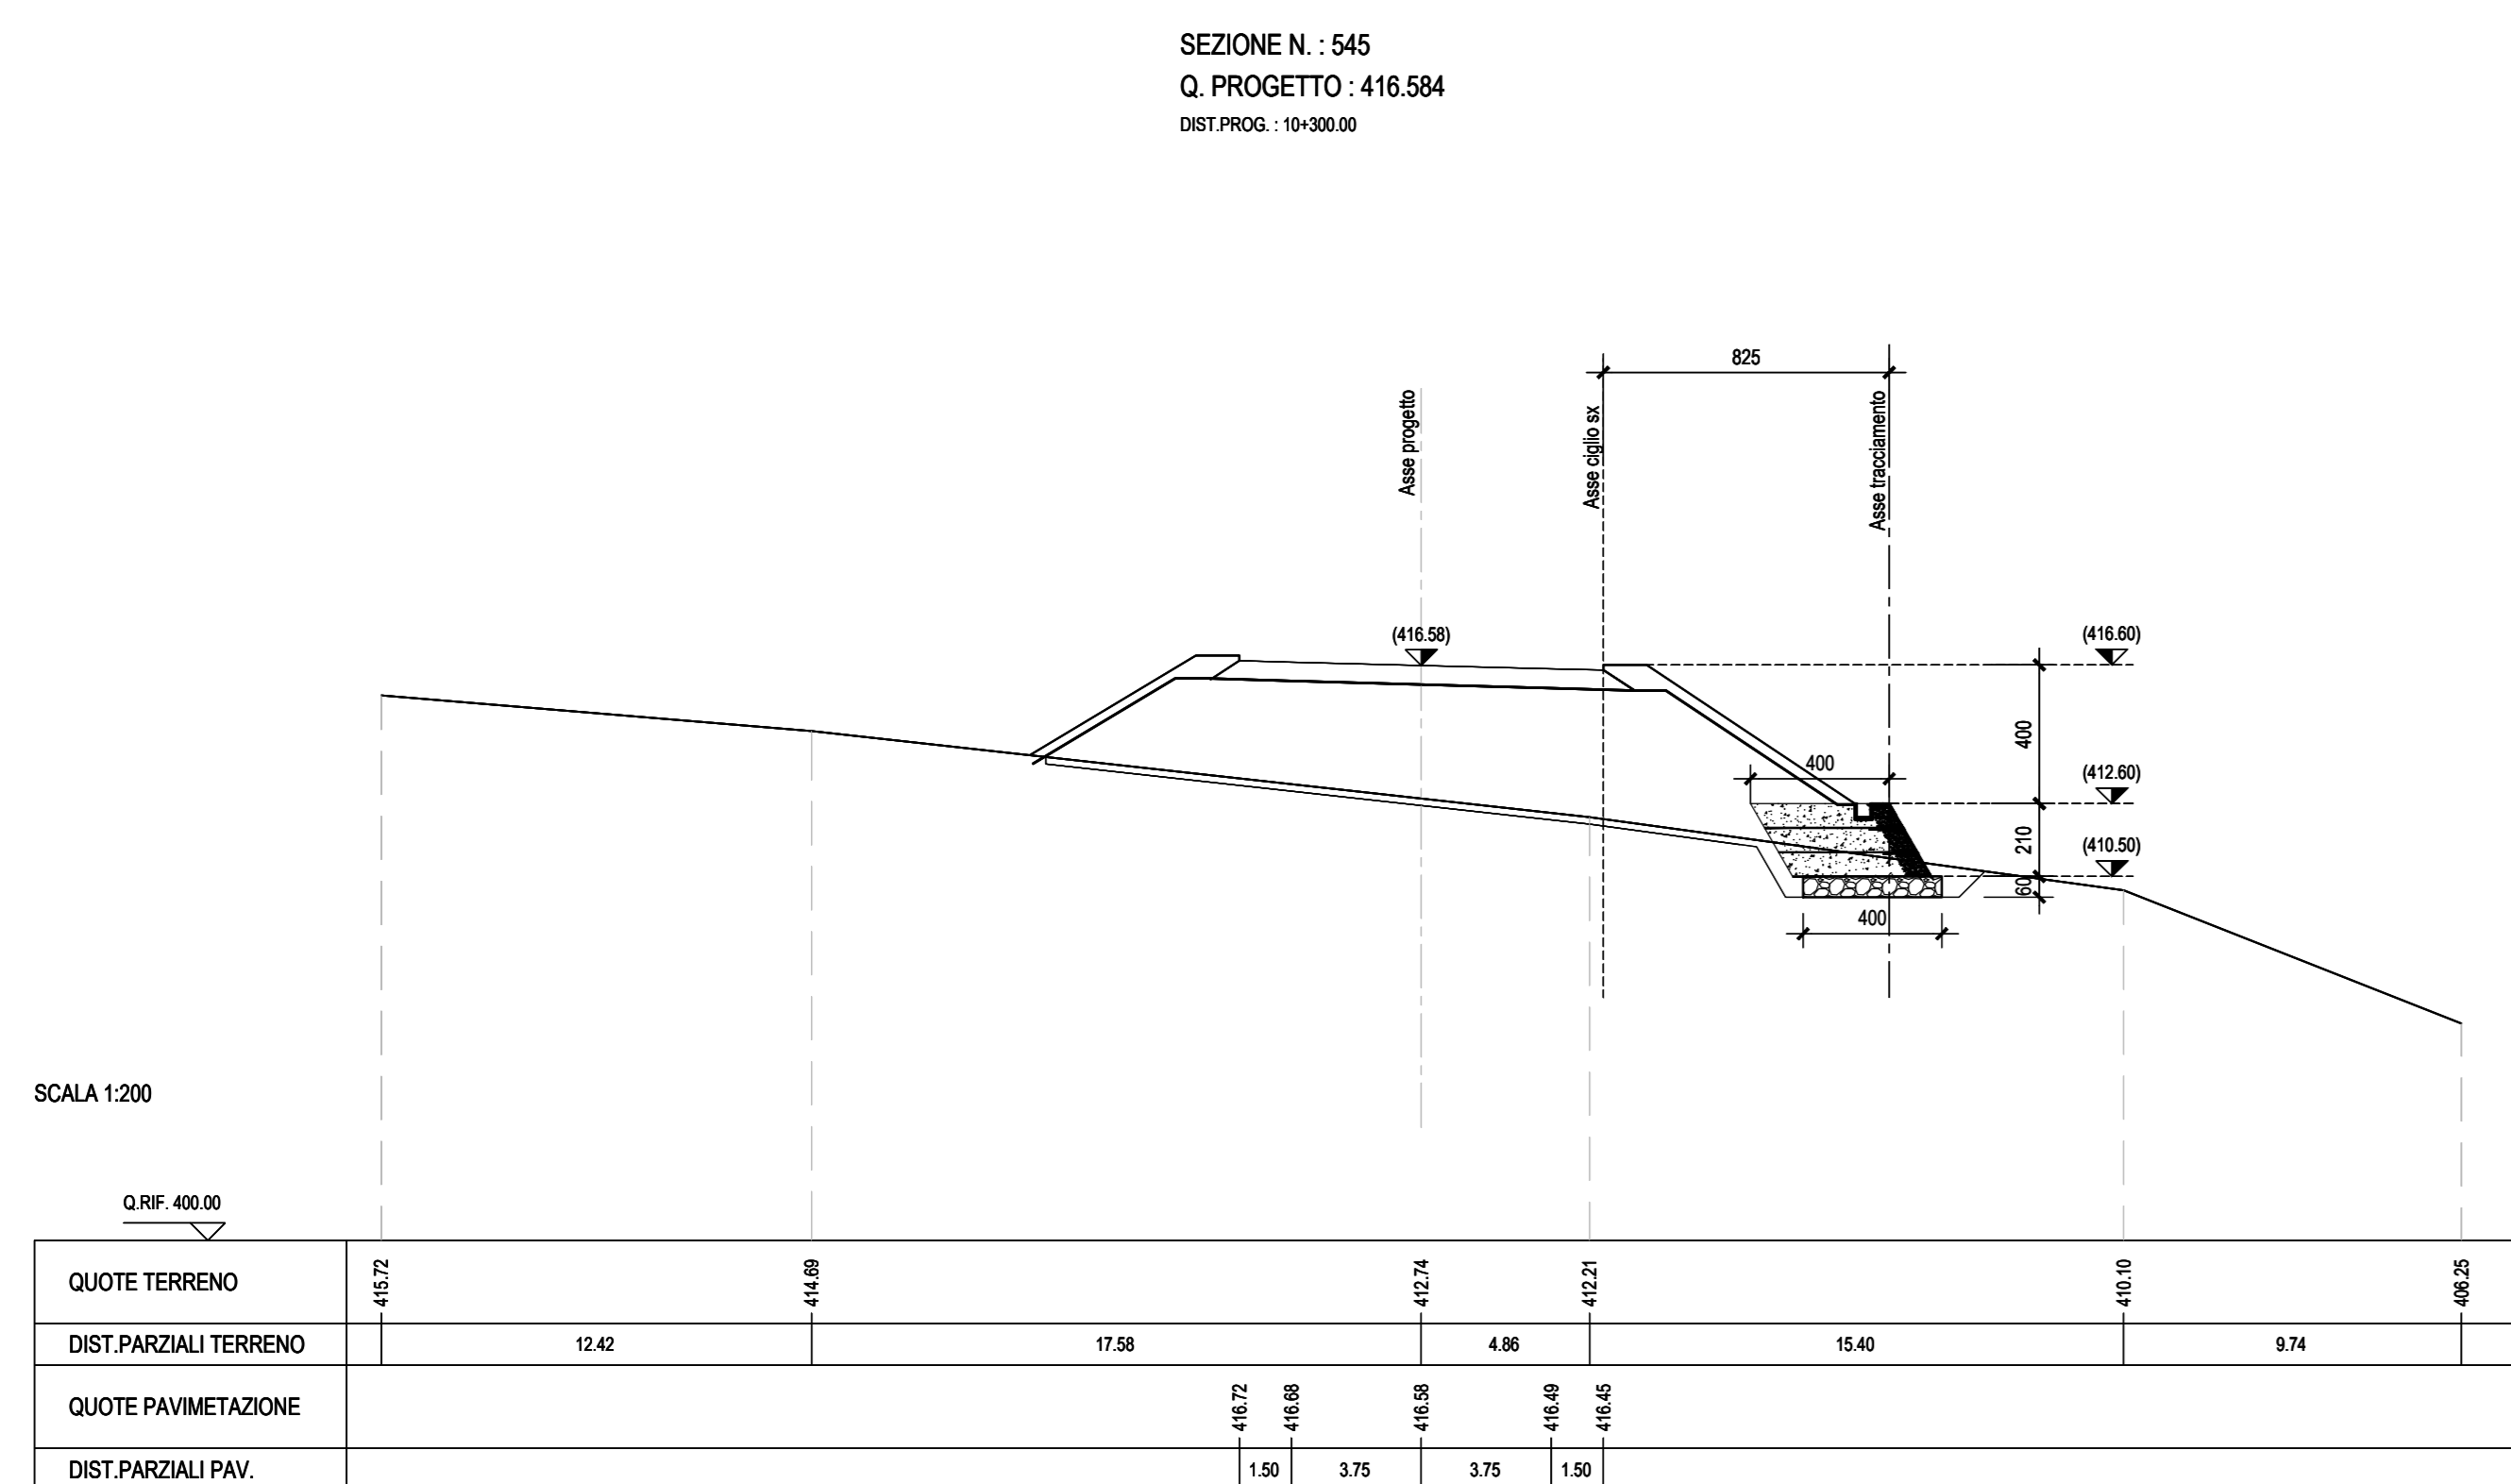 SEZIONE N. : 545
Q. PROGETTO : 416.584
DIST.PROG. : 10+300.00
825
Asse progetto
Asse ciglio sx
Asse tracciamento
(416.58)
(416.60)
400
400
(412.60)
210
(410.50)
60
400
SCALA 1:200
Q.RIF. 400.00
QUOTE TERRENO 415.72 414.69 412.74 412.21 410.10 406.25
DIST.PARZIALI TERRENO 12.42 17.58 4.86 15.40 9.74
QUOTE PAVIMETAZIONE 416.72 416.68 416.58 416.49 416.45
DIST.PARZIALI PAV. 1.50 3.75 3.75 1.50